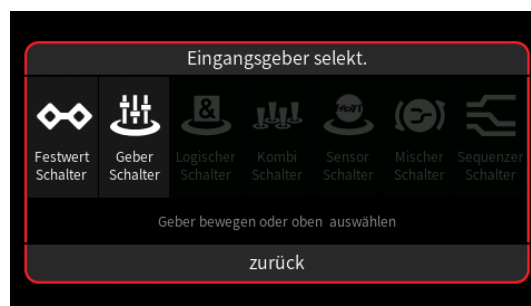 Eingangsgeber selekt.
&
HoTT
Festwert Geber Logischer Kombi Sensor Mischer Sequenzer
Schalter Schalter Schalter Schalter Schalter Schalter Schalter
Geber bewegen oder oben auswählen
zurück